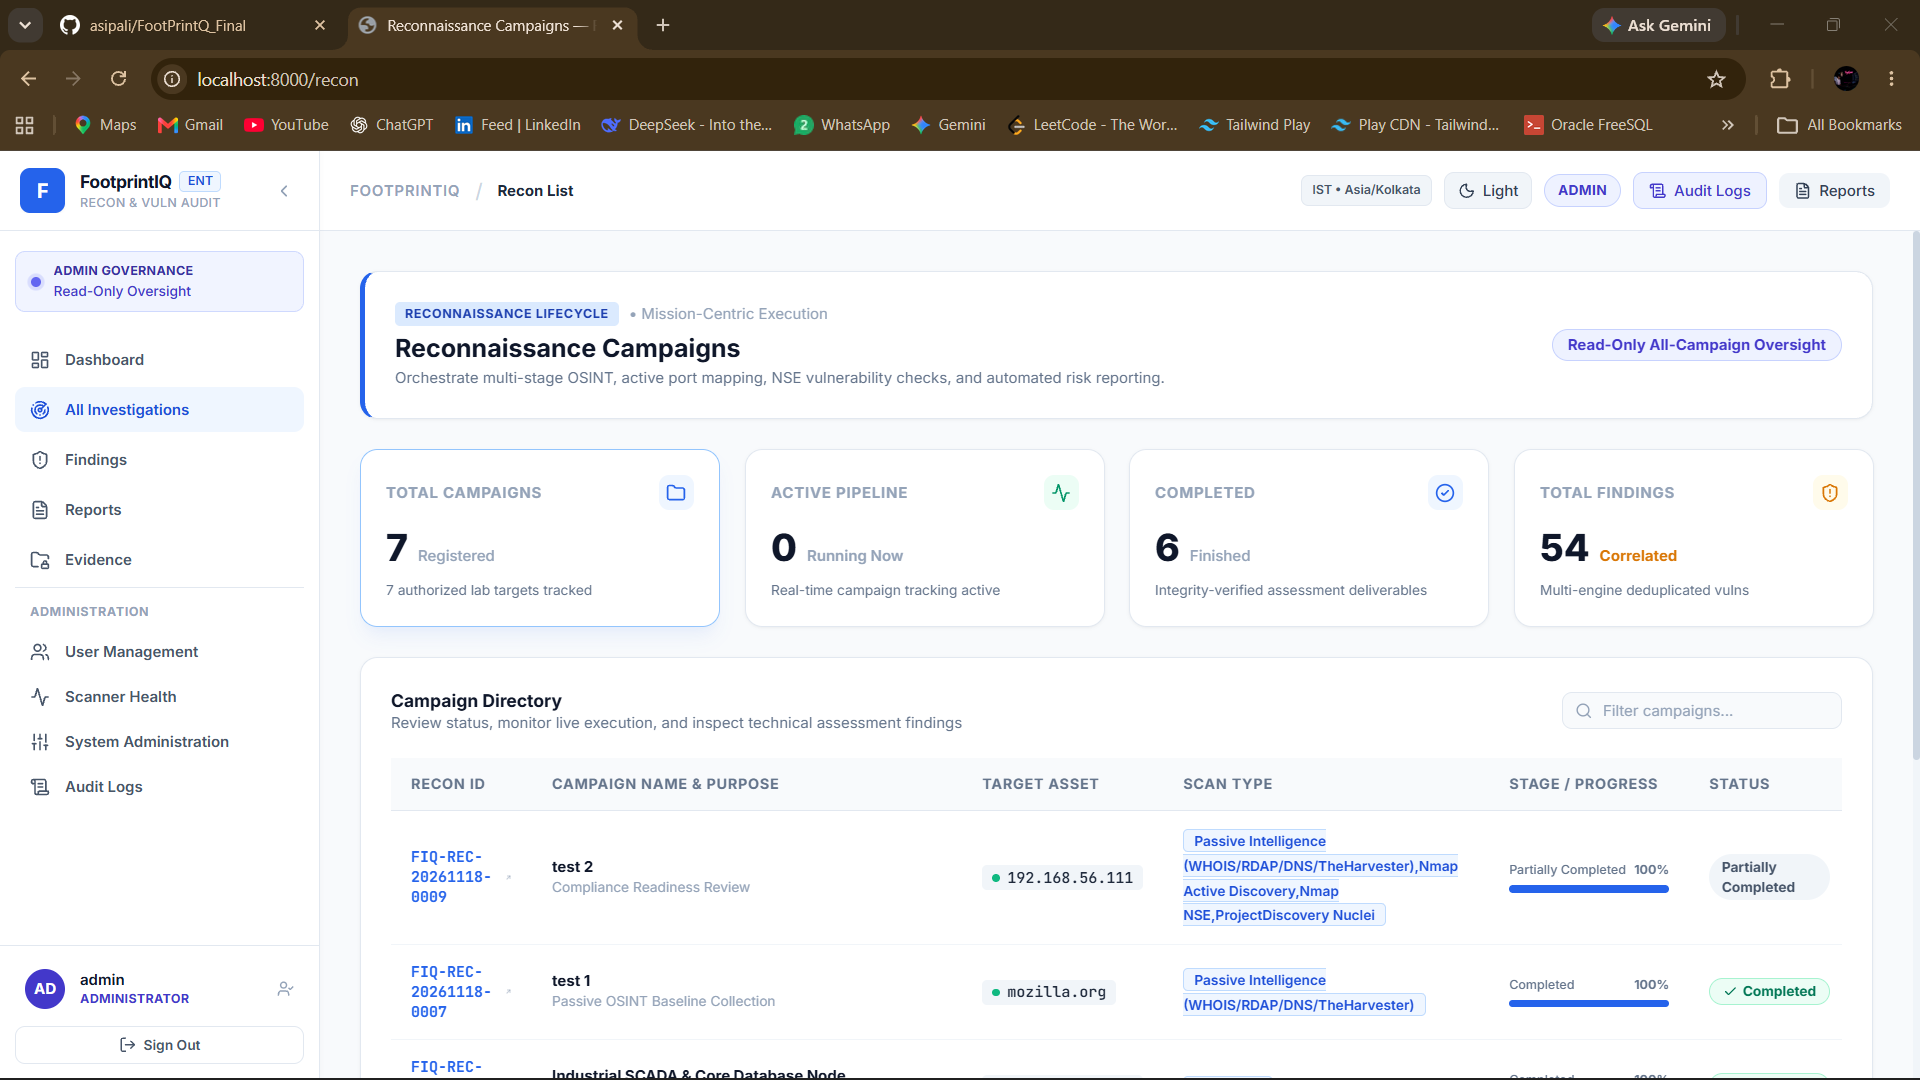 asipali/FootPrintQ_Final
Reconnaissance Campaigns —
Ask Gemini
localhost:8000/recon
Maps
Gmail
YouTube
ChatGPT
Feed | LinkedIn
DeepSeek - Into the...
2 WhatsApp
Gemini
LeetCode - The Wor...
Tailwind Play
Play CDN - Tailwind...
Oracle FreeSQL
All Bookmarks
F
FootprintIQ ENT
RECON & VULN AUDIT
FOOTPRINTIQ / Recon List
IST • Asia/Kolkata
Light
ADMIN
Audit Logs
Reports
ADMIN GOVERNANCE
Read-Only Oversight
Dashboard
All Investigations
Findings
Reports
Evidence
ADMINISTRATION
User Management
Scanner Health
System Administration
Audit Logs
AD
admin
ADMINISTRATOR
Sign Out
RECONNAISSANCE LIFECYCLE • Mission-Centric Execution
Reconnaissance Campaigns
Orchestrate multi-stage OSINT, active port mapping, NSE vulnerability checks, and automated risk reporting.
Read-Only All-Campaign Oversight
TOTAL CAMPAIGNS
7 Registered
7 authorized lab targets tracked
ACTIVE PIPELINE
0 Running Now
Real-time campaign tracking active
COMPLETED
6 Finished
Integrity-verified assessment deliverables
TOTAL FINDINGS
54 Correlated
Multi-engine deduplicated vulns
Campaign Directory
Review status, monitor live execution, and inspect technical assessment findings
Filter campaigns...
RECON ID CAMPAIGN NAME & PURPOSE TARGET ASSET SCAN TYPE STAGE / PROGRESS STATUS
FIQ-REC-
20261118-
0009
test 2
Compliance Readiness Review
192.168.56.111
Passive Intelligence
(WHOIS/RDAP/DNS/TheHarvester),Nmap
Active Discovery,Nmap
NSE,ProjectDiscovery Nuclei
Partially Completed 100%
Partially
Completed
FIQ-REC-
20261118-
0007
test 1
Passive OSINT Baseline Collection
mozilla.org
Passive Intelligence
(WHOIS/RDAP/DNS/TheHarvester)
Completed 100%
Completed
FIQ-REC-
Industrial SCADA & Core Database Node
Completed 100%